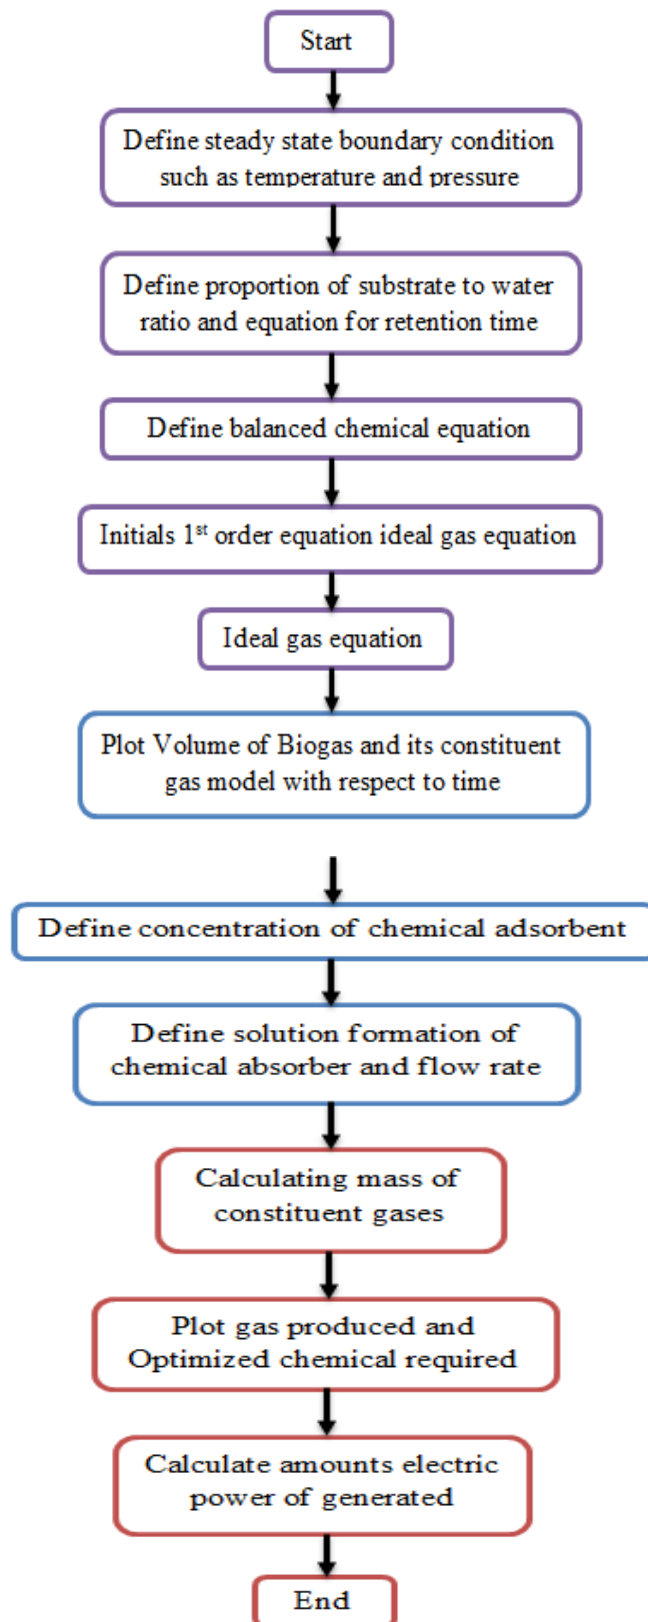 Start
Define steady state boundary condition
such as temperature and pressure
Define proportion of substrate to water
ratio and equation for retention time
Define balanced chemical equation
Initials 1st order equation ideal gas equation
Ideal gas equation
Plot Volume of Biogas and its constituent
gas model with respect to time
Define concentration of chemical adsorbent
Define solution formation of
chemical absorber and flow rate
Calculating mass of
constituent gases
Plot gas produced and
Optimized chemical required
Calculate amounts electric
power of generated
End